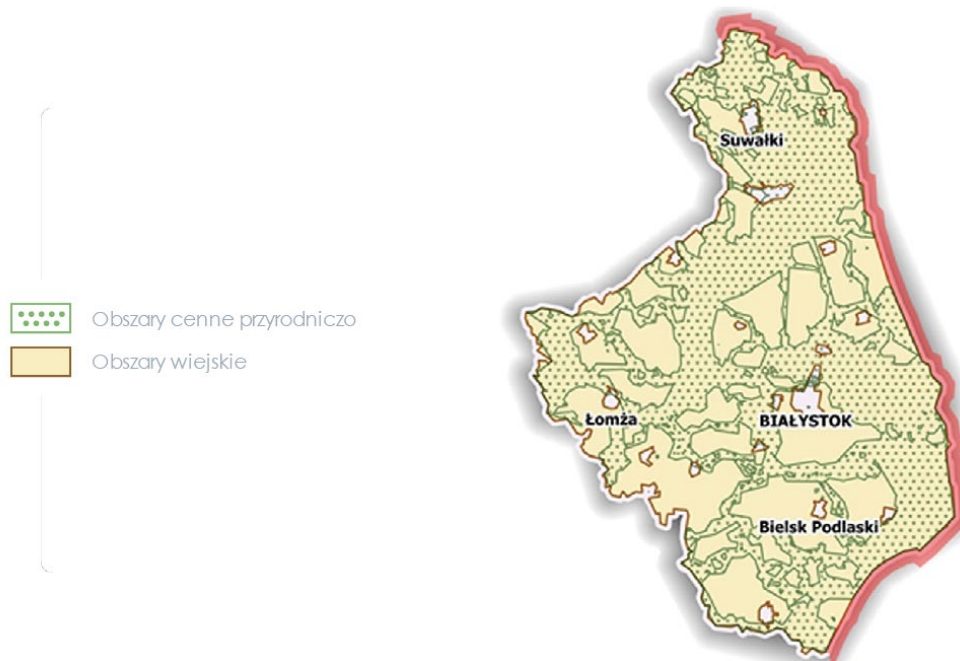 Suwałki
Obszary cenne przyrodniczo
Obszary wiejskie
Łomża
BIAŁYSTOK
Bielsk Podlaski